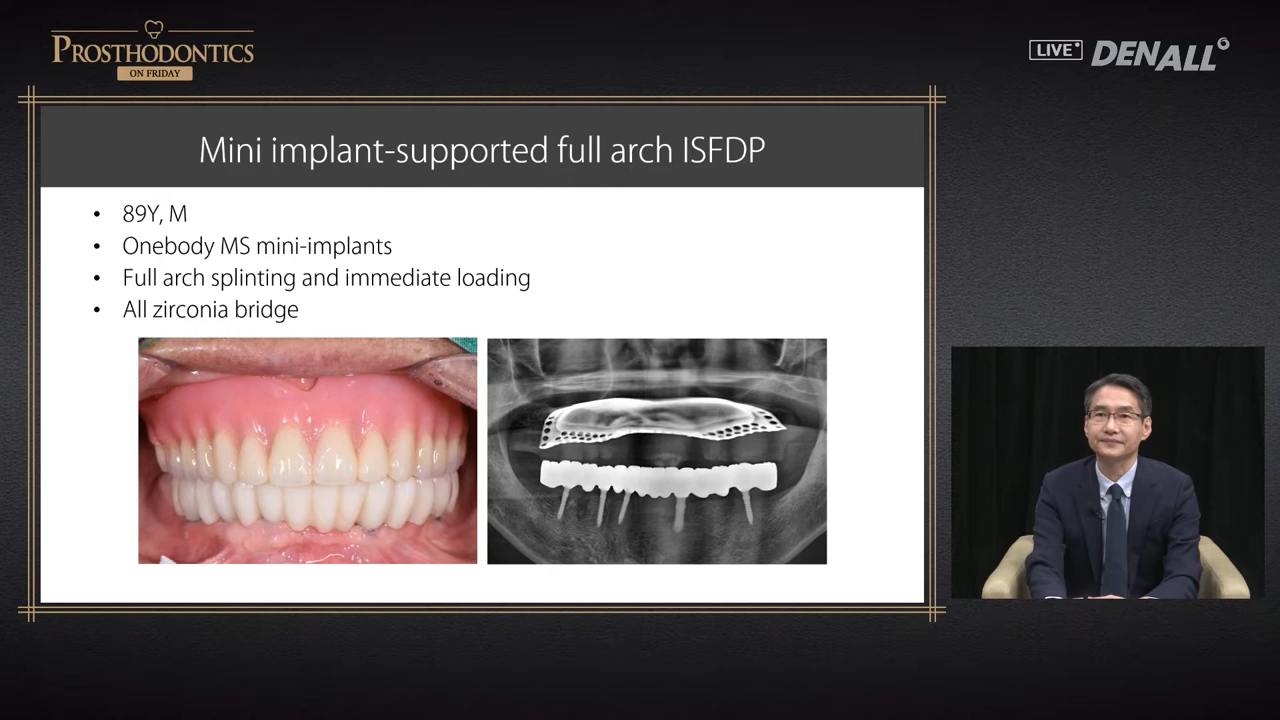 PROSTHODONTICS
ON FRIDAY
LIVE
DENALL
Mini implant-supported full arch ISFDP
• 89Y, M
• Onebody MS mini-implants
• Full arch splinting and immediate loading
• All zirconia bridge